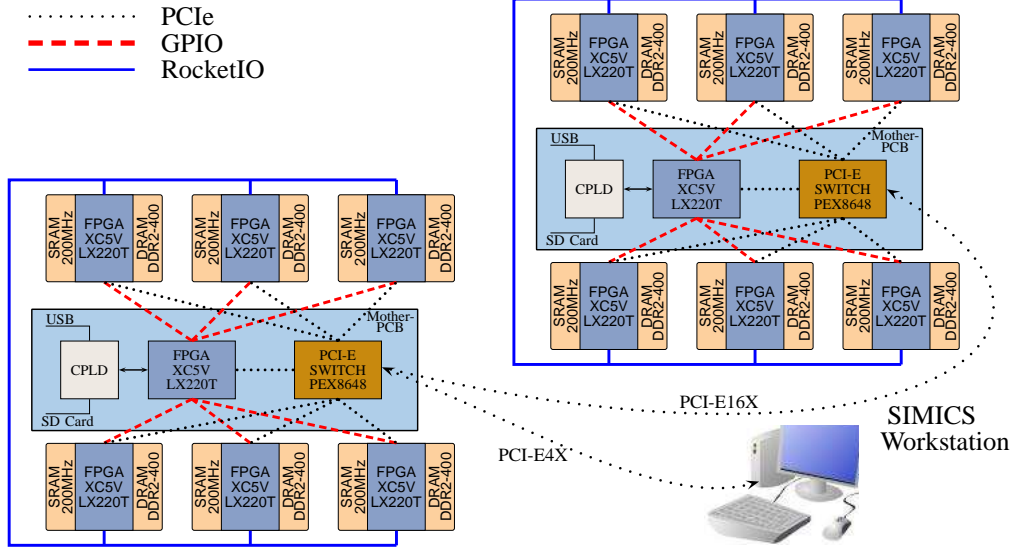 PCIe
GPIO
RocketIO
SRAM
200MHz
FPGA
XC5V
LX220T
DRAM
DDR2-400
SRAM
200MHz
FPGA
XC5V
LX220T
DRAM
DDR2-400
SRAM
200MHz
FPGA
XC5V
LX220T
DRAM
DDR2-400
USB
Mother-
PCB
CPLD
FPGA
XC5V
LX220T
PCI-E
SWITCH
PEX8648
SD Card
SRAM
200MHz
FPGA
XC5V
LX220T
DRAM
DDR2-400
SRAM
200MHz
FPGA
XC5V
LX220T
DRAM
DDR2-400
SRAM
200MHz
FPGA
XC5V
LX220T
DRAM
DDR2-400
SRAM
200MHz
FPGA
XC5V
LX220T
DRAM
DDR2-400
SRAM
200MHz
FPGA
XC5V
LX220T
DRAM
DDR2-400
SRAM
200MHz
FPGA
XC5V
LX220T
DRAM
DDR2-400
USB
Mother-
PCB
CPLD
FPGA
XC5V
LX220T
PCI-E
SWITCH
PEX8648
SD Card
SRAM
200MHz
FPGA
XC5V
LX220T
DRAM
DDR2-400
SRAM
200MHz
FPGA
XC5V
LX220T
DRAM
DDR2-400
SRAM
200MHz
FPGA
XC5V
LX220T
DRAM
DDR2-400
PCI-E16X
PCI-E4X
SIMICS
Workstation